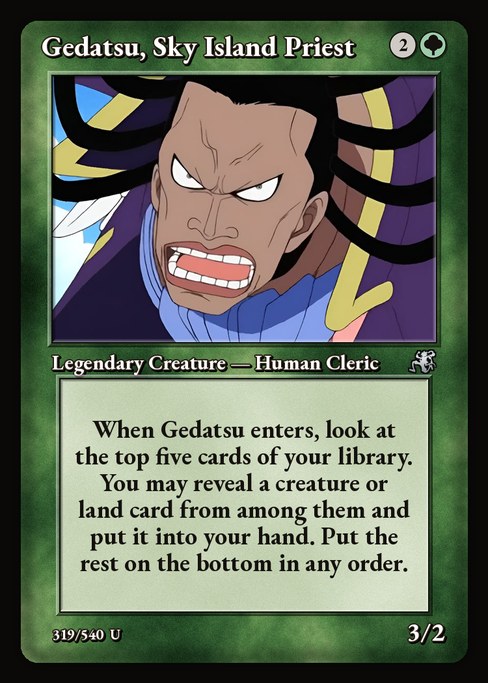 Gedatsu, Sky Island Priest 2
Legendary Creature — Human Cleric
When Gedatsu enters, look at
the top five cards of your library.
You may reveal a creature or
land card from among them and
put it into your hand. Put the
rest on the bottom in any order.
319/540 U 3/2